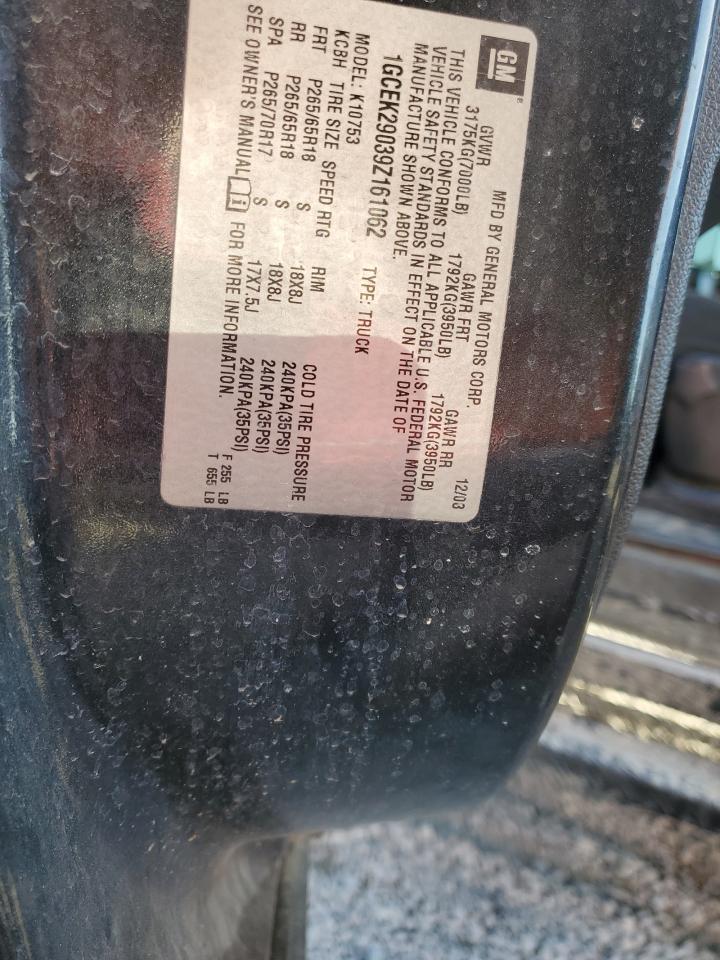 GM®
MFD BY GENERAL MOTORS CORP. 12/03
GVWR GAWR FRT GAWR RR
3175KG(7000LB) 1792KG(3950LB) 1792KG(3950LB)
THIS VEHICLE CONFORMS TO ALL APPLICABLE U.S. FEDERAL MOTOR
VEHICLE SAFETY STANDARDS IN EFFECT ON THE DATE OF
MANUFACTURE SHOWN ABOVE.
1GCEK29039Z161062 TYPE: TRUCK
MODEL: K10753
KCBH TIRE SIZE SPEED RTG RIM COLD TIRE PRESSURE
FRT P265/65R18 S 18X8J 240KPA(35PSI)
RR P265/65R18 S 18X8J 240KPA(35PSI)
SPA P265/70R17 S 17X7.5J 240KPA(35PSI)
SEE OWNER'S MANUAL i FOR MORE INFORMATION.
F 255 LB
T 655 LB